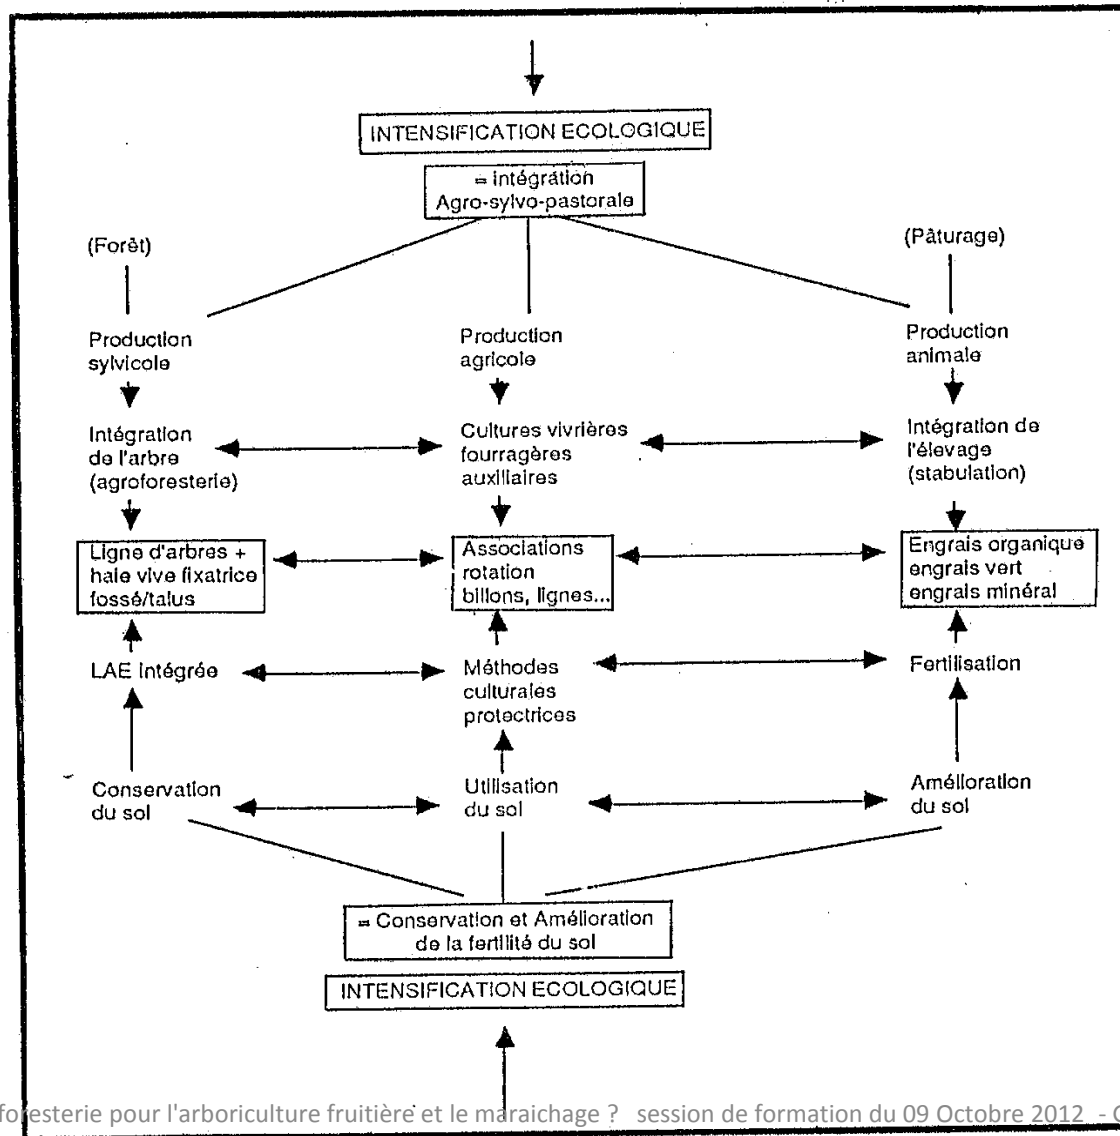 INTENSIFICATION ECOLOGIQUE
= Intégration
Agro-sylvo-pastorale
(Forêt)
(Pâturage)
Production
sylvicole
Production
agricole
Production
animale
Intégration
de l'arbre
(agroforesterie)
Cultures vivrières
fourragères
auxiliaires
Intégration de
l'élevage
(stabulation)
Ligne d'arbres +
haie vive fixatrice
fossé/talus
Associations
rotation
billons, lignes...
Engrais organique
engrais vert
engrais minéral
LAE Intégrée
Méthodes
culturales
protectrices
Fertilisation
Conservation
du sol
Utilisation
du sol
Amélioration
du sol
= Conservation et Amélioration
de la fertilité du sol
INTENSIFICATION ECOLOGIQUE
foresterie pour l'arboriculture fruitière et le maraichage ? session de formation du 09 Octobre 2012 -